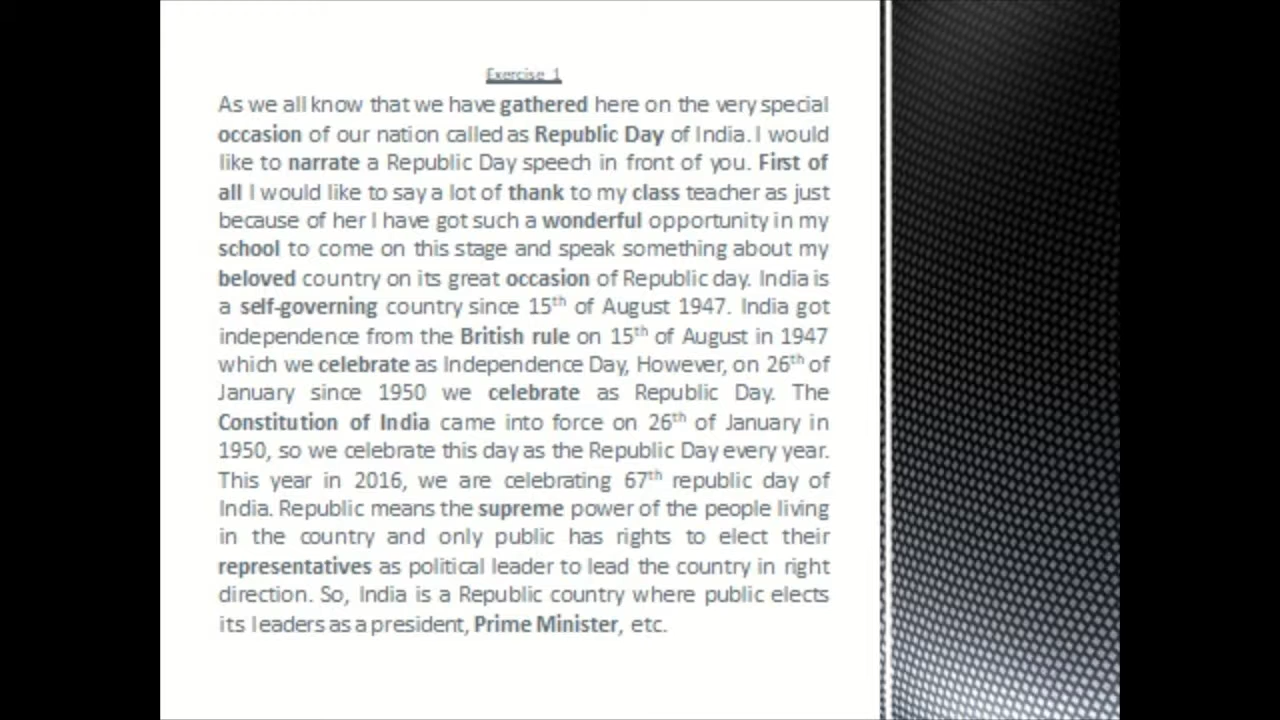 Exercise 1
As we all know that we have gathered here on the very special
occasion of our nation called as Republic Day of India. I would
like to narrate a Republic Day speech in front of you. First of
all I would like to say a lot of thank to my class teacher as just
because of her I have got such a wonderful opportunity in my
school to come on this stage and speak something about my
beloved country on its great occasion of Republic day. India is
a self-governing country since 15th of August 1947. India got
independence from the British rule on 15th of August in 1947
which we celebrate as Independence Day, However, on 26th of
January since 1950 we celebrate as Republic Day. The
Constitution of India came into force on 26th of January in
1950, so we celebrate this day as the Republic Day every year.
This year in 2016, we are celebrating 67th republic day of
India. Republic means the supreme power of the people living
in the country and only public has rights to elect their
representatives as political leader to lead the country in right
direction. So, India is a Republic country where public elects
its leaders as a president, Prime Minister, etc.